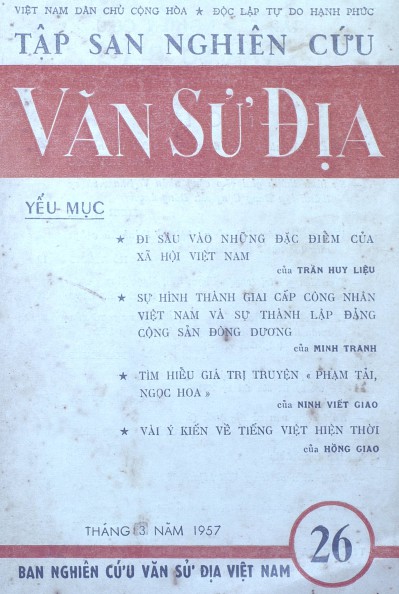 VIỆT NAM DÂN CHỦ CỘNG HÒA ★ ĐỘC LẬP TỰ DO HẠNH PHÚC
TẬP SAN NGHIÊN CỨU
VĂN SỬ ĐỊA
YẾU-MỤC
★ ĐI SÂU VÀO NHỮNG ĐẶC ĐIỂM CỦA
XÃ HỘI VIỆT NAM
của TRẦN HUY LIỆU
★ SỰ HÌNH THÀNH GIAI CẤP CÔNG NHÂN
VIỆT NAM VÀ SỰ THÀNH LẬP ĐẢNG
CỘNG SẢN ĐÔNG DƯƠNG
của MINH TRANH
★ TÌM HIỂU GIÁ TRỊ TRUYỆN « PHẠM TẢI,
NGỌC HOA »
của NINH VIẾT GIAO
★ VÀI Ý KIẾN VỀ TIẾNG VIỆT HIỆN THỜI
của HỒNG GIAO
THÁNG 3 NĂM 1957
26
BAN NGHIÊN CỨU VĂN SỬ ĐỊA VIỆT NAM